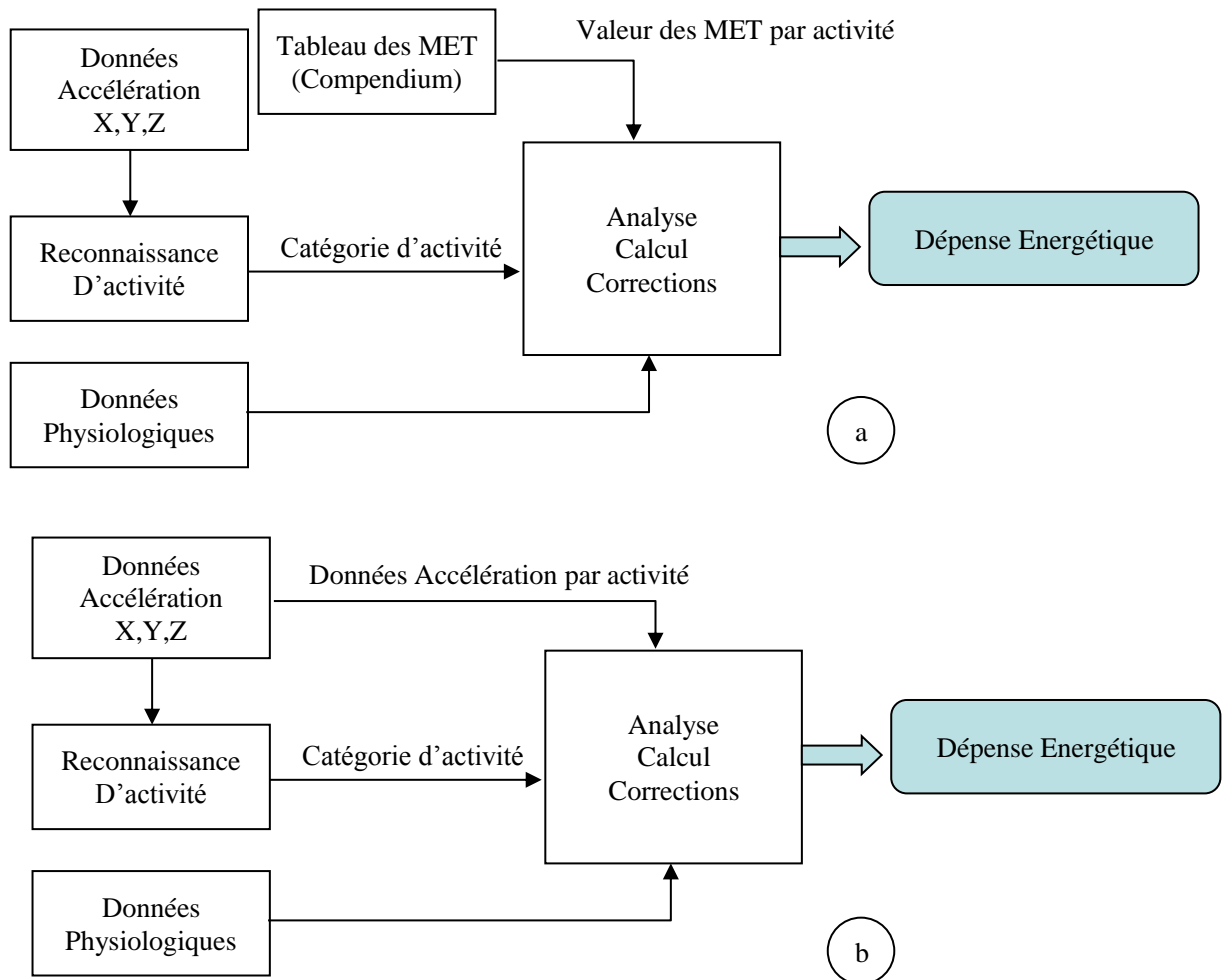 Données
Accélération
X,Y,Z
Tableau des MET
(Compendium)
Valeur des MET par activité
Reconnaissance
D’activité
Catégorie d’activité
Analyse
Calcul
Corrections
Dépense Energétique
Données
Physiologiques
a
Données
Accélération
X,Y,Z
Données Accélération par activité
Reconnaissance
D’activité
Catégorie d’activité
Analyse
Calcul
Corrections
Dépense Energétique
Données
Physiologiques
b